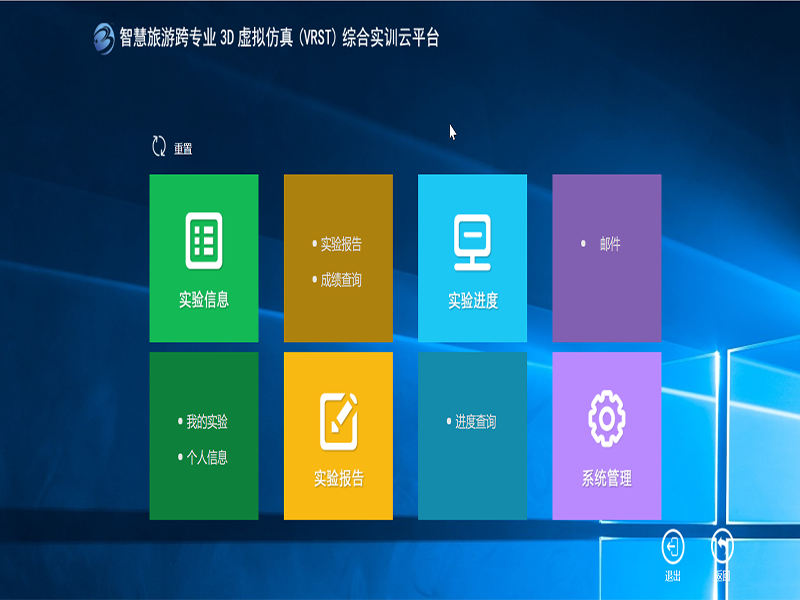 智慧旅游跨专业 3D 虚拟仿真 (VRST) 综合实训云平台
重置
实验信息
• 实验报告
• 成绩查询
实验进度
• 邮件
• 我的实验
• 个人信息
实验报告
• 进度查询
系统管理
退出
返回